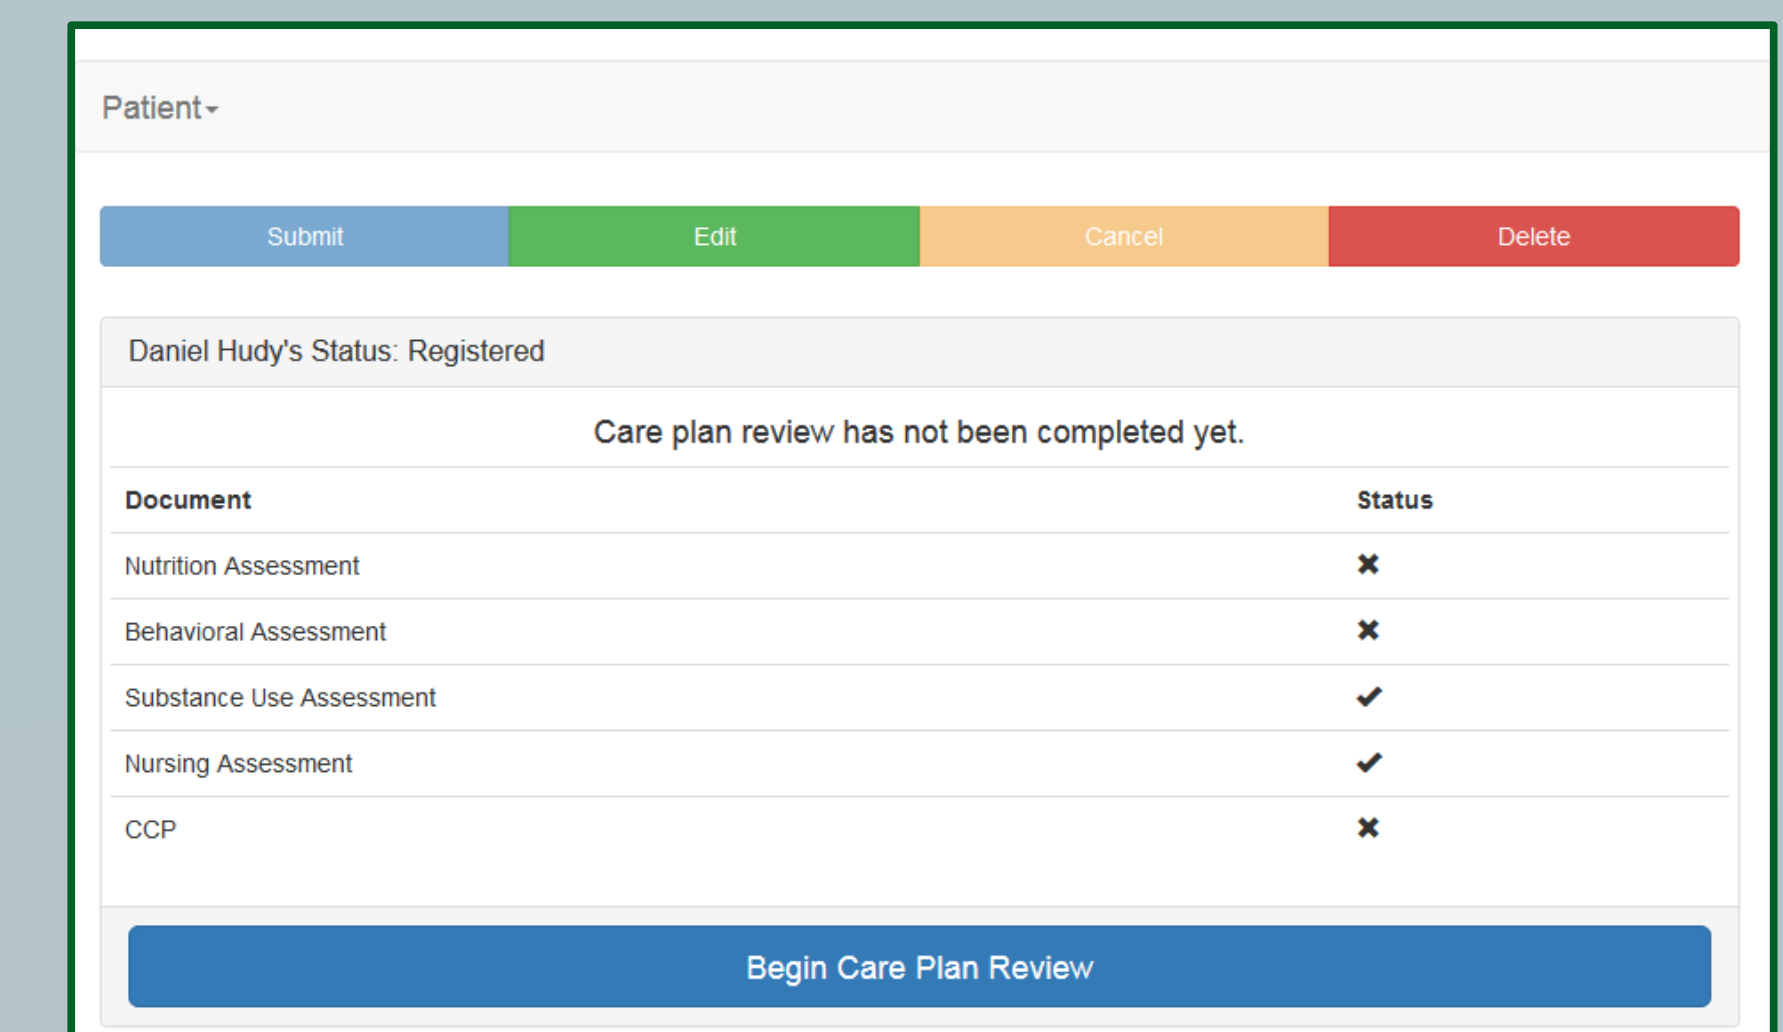 Patient
Submit Edit Cancel Delete
Daniel Hudy's Status: Registered
Care plan review has not been completed yet.
Document Status
Nutrition Assessment ✖
Behavioral Assessment ✖
Substance Use Assessment ✔
Nursing Assessment ✔
CCP ✖
Begin Care Plan Review